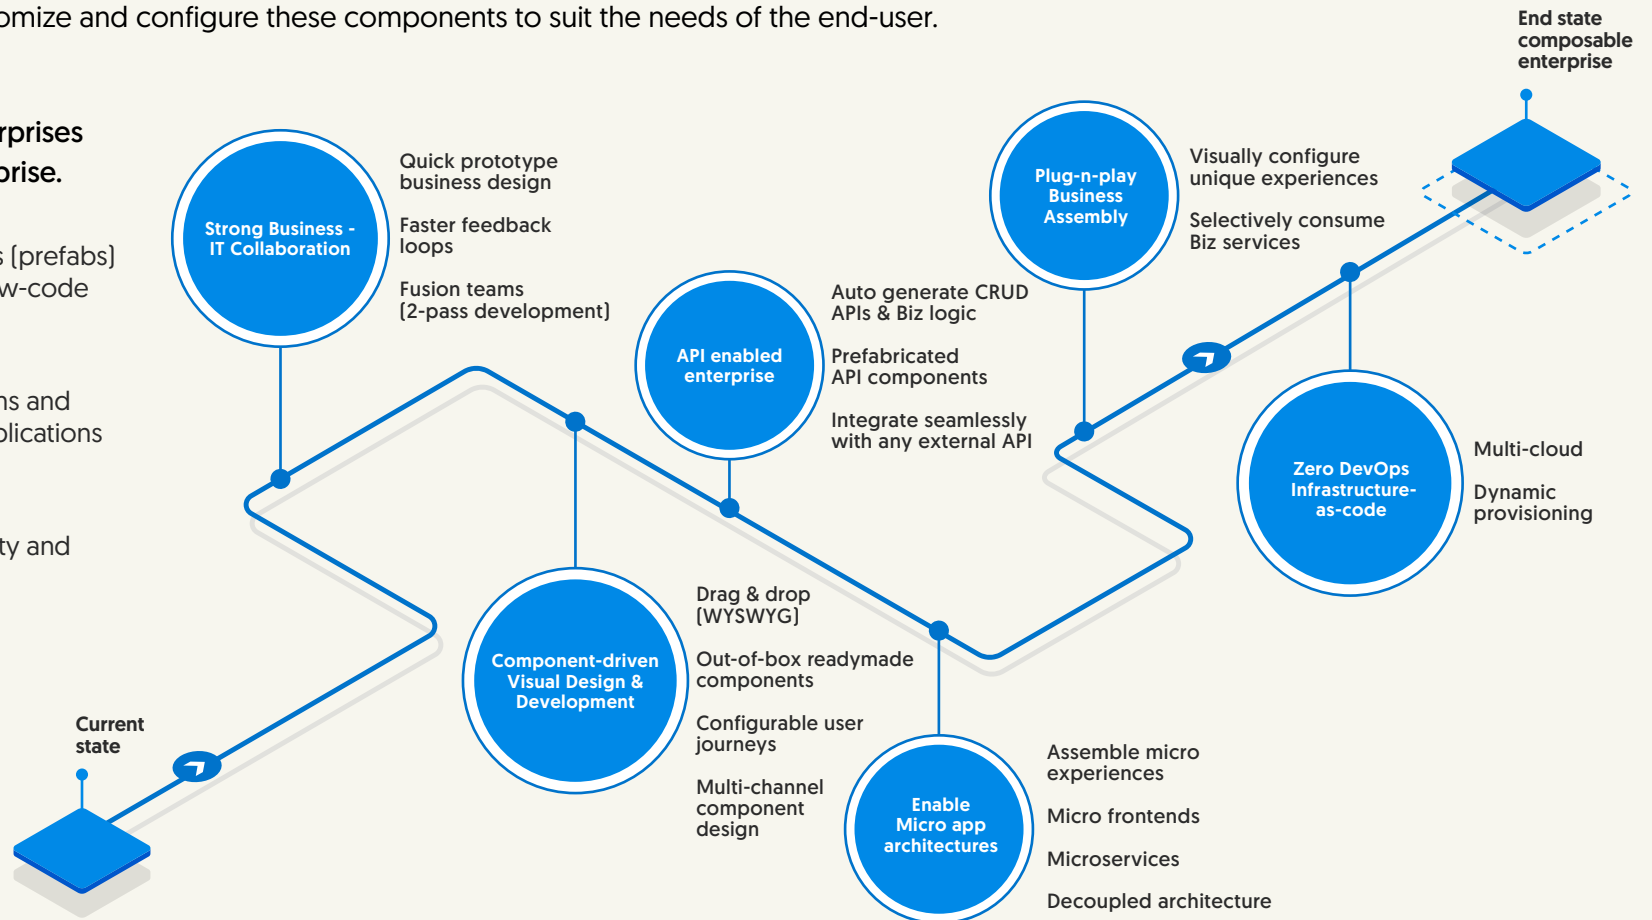 omize and configure these components to suit the needs of the end-user.
End state
composable
enterprise
rprises
prise.
s (prefabs)
w-code
ns and
plications
ty and
Strong Business -
IT Collaboration
Quick prototype
business design
Faster feedback
loops
Fusion teams
(2-pass development)
API enabled
enterprise
Auto generate CRUD
APIs & Biz logic
Prefabricated
API components
Integrate seamlessly
with any external API
Plug-n-play
Business
Assembly
Visually configure
unique experiences
Selectively consume
Biz services
Zero DevOps
Infrastructure-
as-code
Multi-cloud
Dynamic
provisioning
Component-driven
Visual Design &
Development
Drag & drop
(WYSWYG)
Out-of-box readymade
components
Configurable user
journeys
Multi-channel
component
design
Enable
Micro app
architectures
Assemble micro
experiences
Micro frontends
Microservices
Decoupled architecture
Current
state